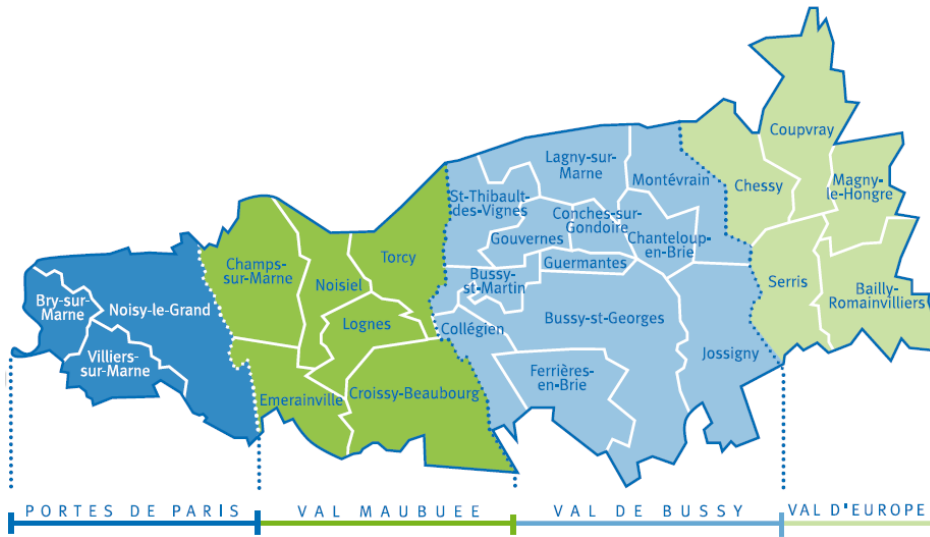 Bry-sur-
Marne
Noisy-le-Grand
Villiers-
sur-Marne
Champs-
sur-Marne
Noisiel
Torcy
Lognes
Emerainville
Croissy-Beaubourg
Lagny-sur-
Marne
Montévrain
St-Thibault-
des-Vignes
Conches-sur-
Gondoire
Gouvernes
Chanteloup-
en-Brie
Guermantes
Bussy-
st-Martin
Collégien
Bussy-st-Georges
Jossigny
Ferrières-
en-Brie
Coupvray
Chessy
Magny-
le-Hongre
Serris
Bailly-
Romainvilliers
PORTES DE PARIS
VAL MAUBUEE
VAL DE BUSSY
VAL D'EUROPE